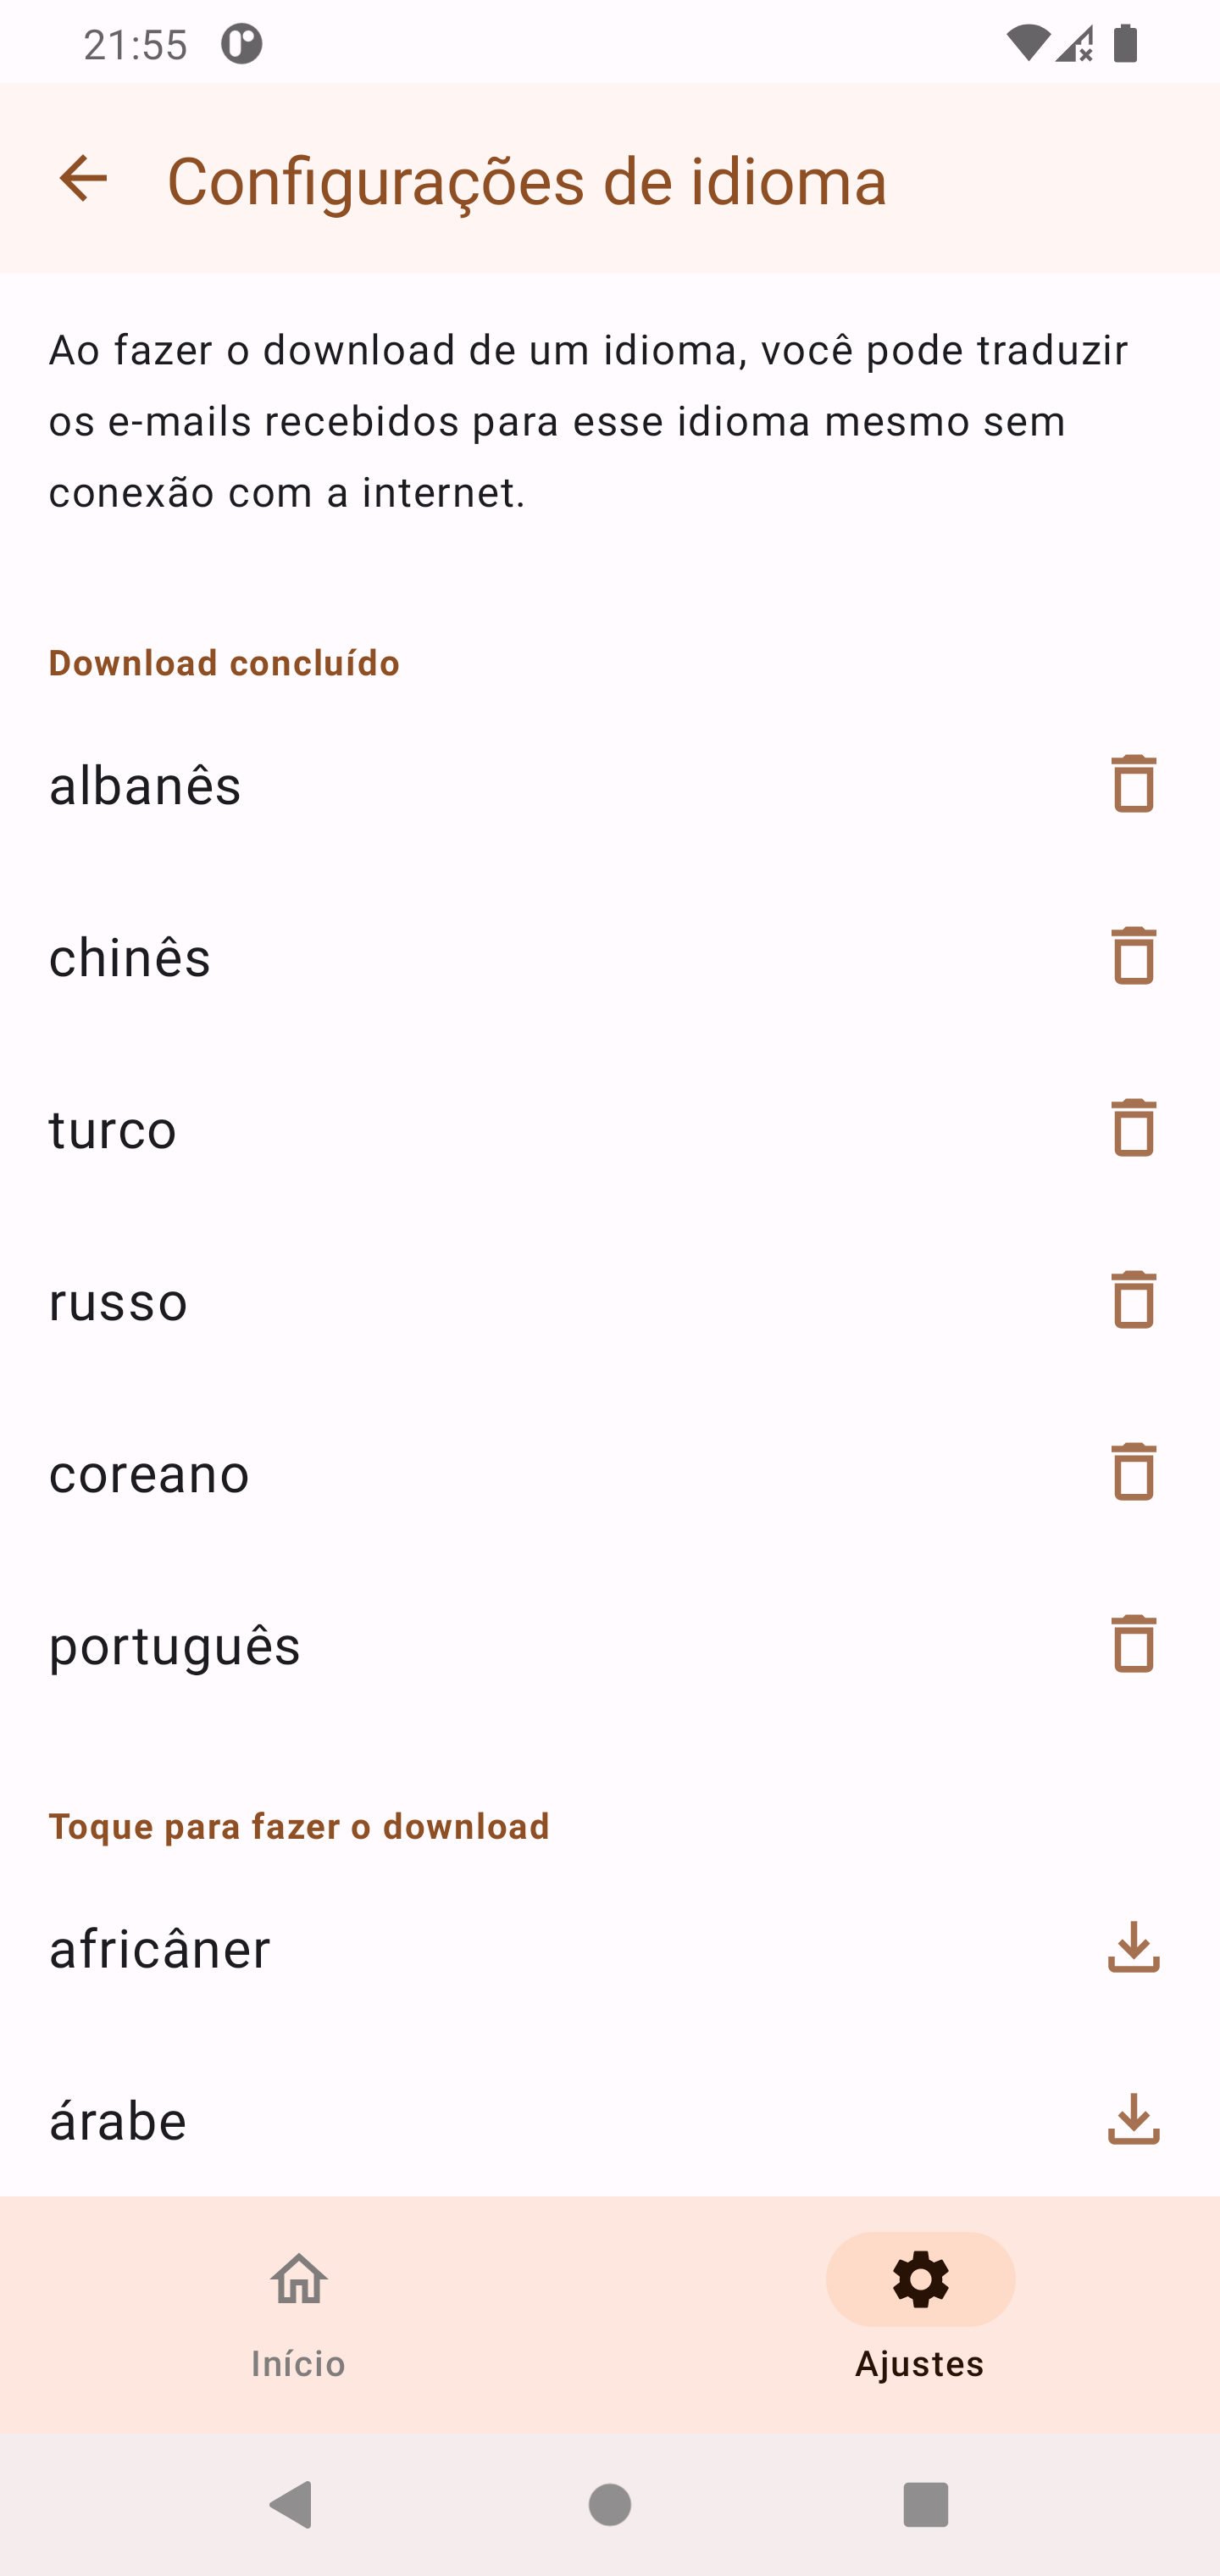 21:55
Configurações de idioma
Ao fazer o download de um idioma, você pode traduzir
os e-mails recebidos para esse idioma mesmo sem
conexão com a internet.
Download concluído
albanês
chinês
turco
russo
coreano
português
Toque para fazer o download
africâner
árabe
Início
Ajustes